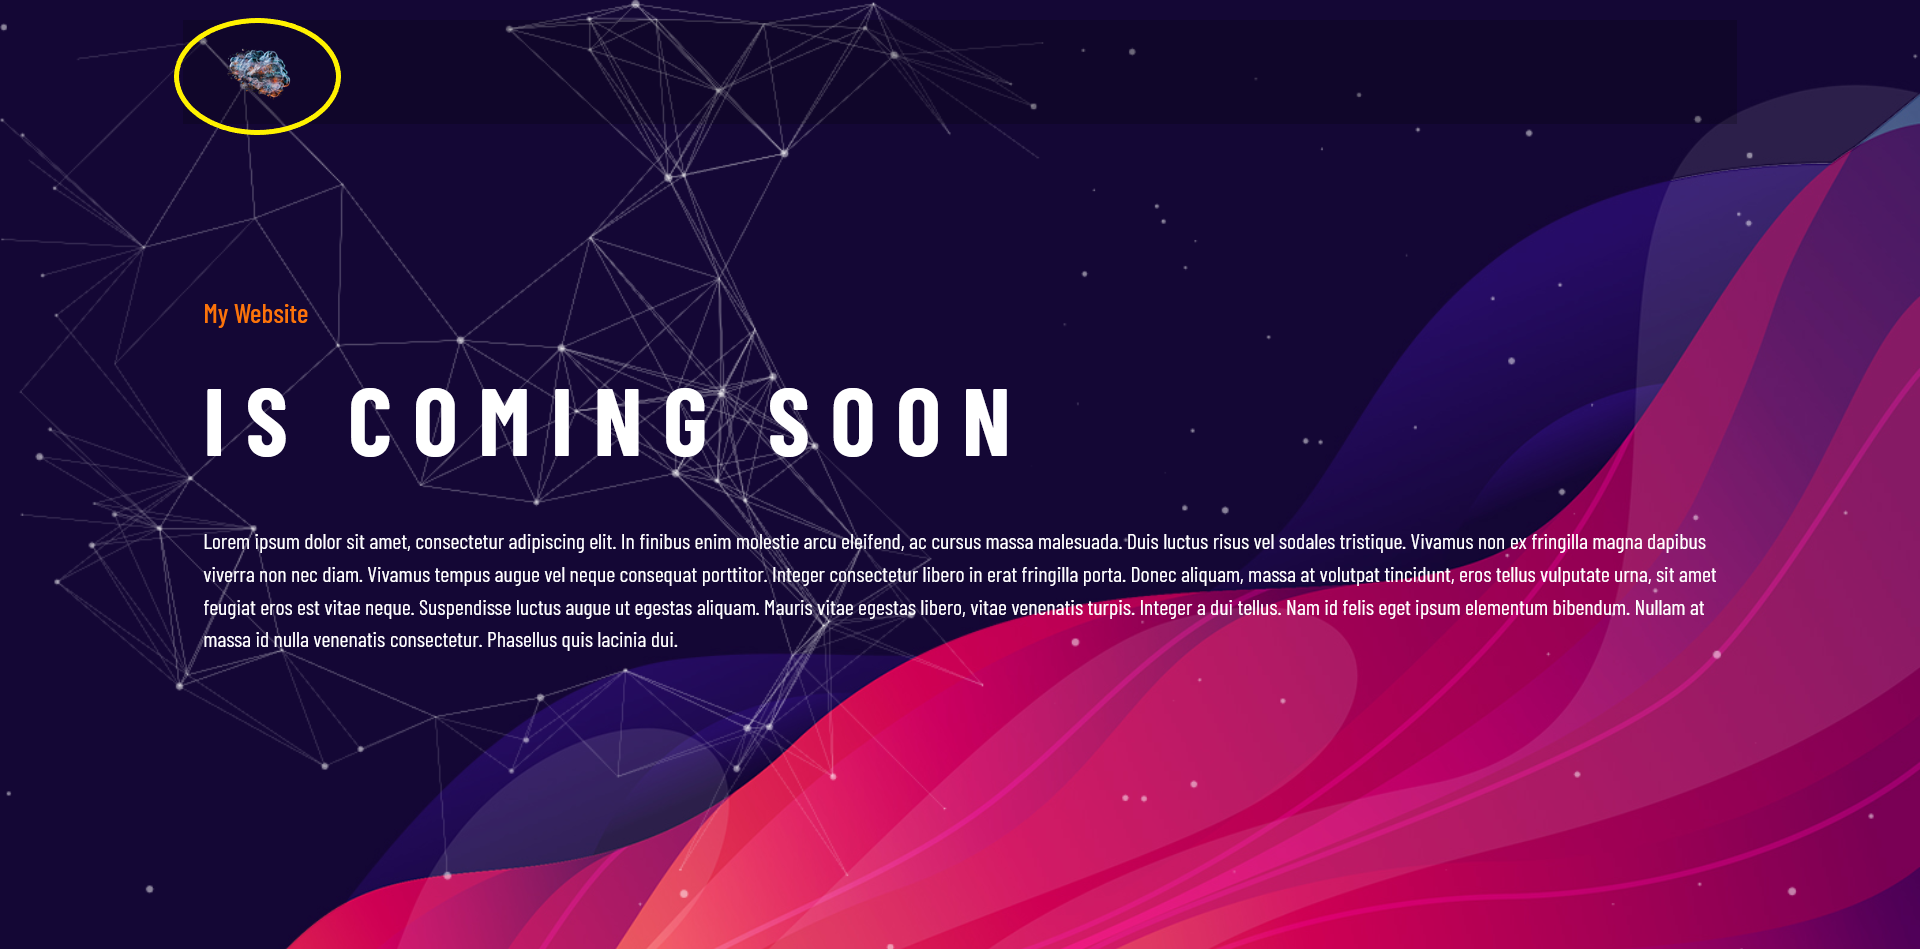 My Website
IS COMING SOON
Lorem ipsum dolor sit amet, consectetur adipiscing elit. In finibus enim molestie arcu eleifend, ac cursus massa malesuada. Duis luctus risus vel sodales tristique. Vivamus non ex fringilla magna dapibus
viverra non nec diam. Vivamus tempus augue vel neque consequat porttitor. Integer consectetur libero in erat fringilla porta. Donec aliquam, massa at volutpat tincidunt, eros tellus vulputate urna, sit amet
feugiat eros est vitae neque. Suspendisse luctus augue ut egestas aliquam. Mauris vitae egestas libero, vitae venenatis turpis. Integer a dui tellus. Nam id felis eget ipsum elementum bibendum. Nullam at
massa id nulla venenatis consectetur. Phasellus quis lacinia dui.